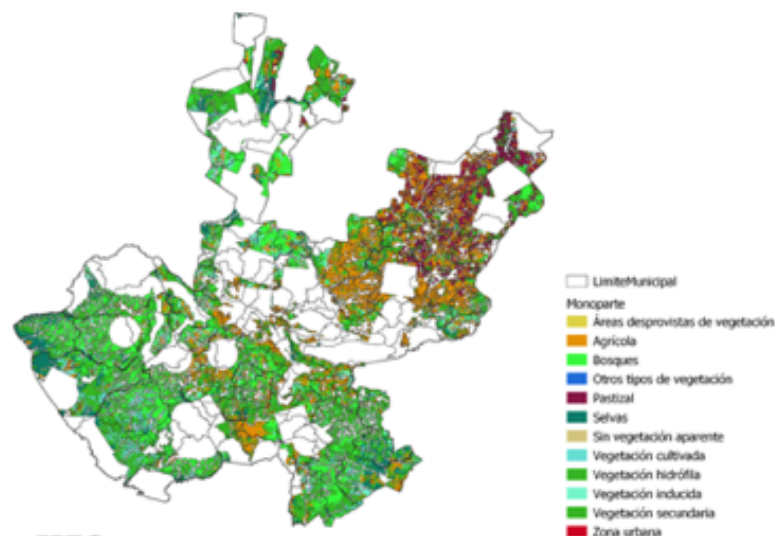 LimiteMunicipal
Monoparte
Áreas desprovistas de vegetación
Agrícola
Bosques
Otros tipos de vegetación
Pastizal
Selvas
Sin vegetación aparente
Vegetación cultivada
Vegetación hidrófila
Vegetación inducida
Vegetación secundaria
Zona urbana